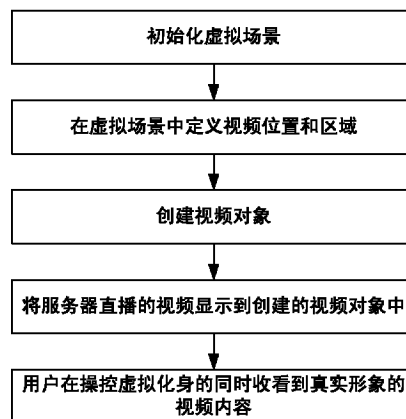 初始化虚拟场景
在虚拟场景中定义视频位置和区域
创建视频对象
将服务器直播的视频显示到创建的视频对象中
用户在操控虚拟化身的同时收看到真实形象的
视频内容